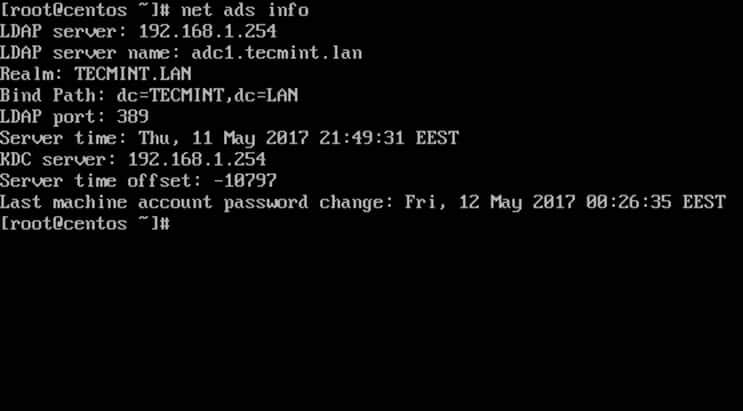 [root@centos ~]# net ads info
LDAP server: 192.168.1.254
LDAP server name: adc1.tecmint.lan
Realm: TECMINT.LAN
Bind Path: dc=TECMINT,dc=LAN
LDAP port: 389
Server time: Thu, 11 May 2017 21:49:31 EEST
KDC server: 192.168.1.254
Server time offset: -10797
Last machine account password change: Fri, 12 May 2017 00:26:35 EEST
[root@centos ~]#